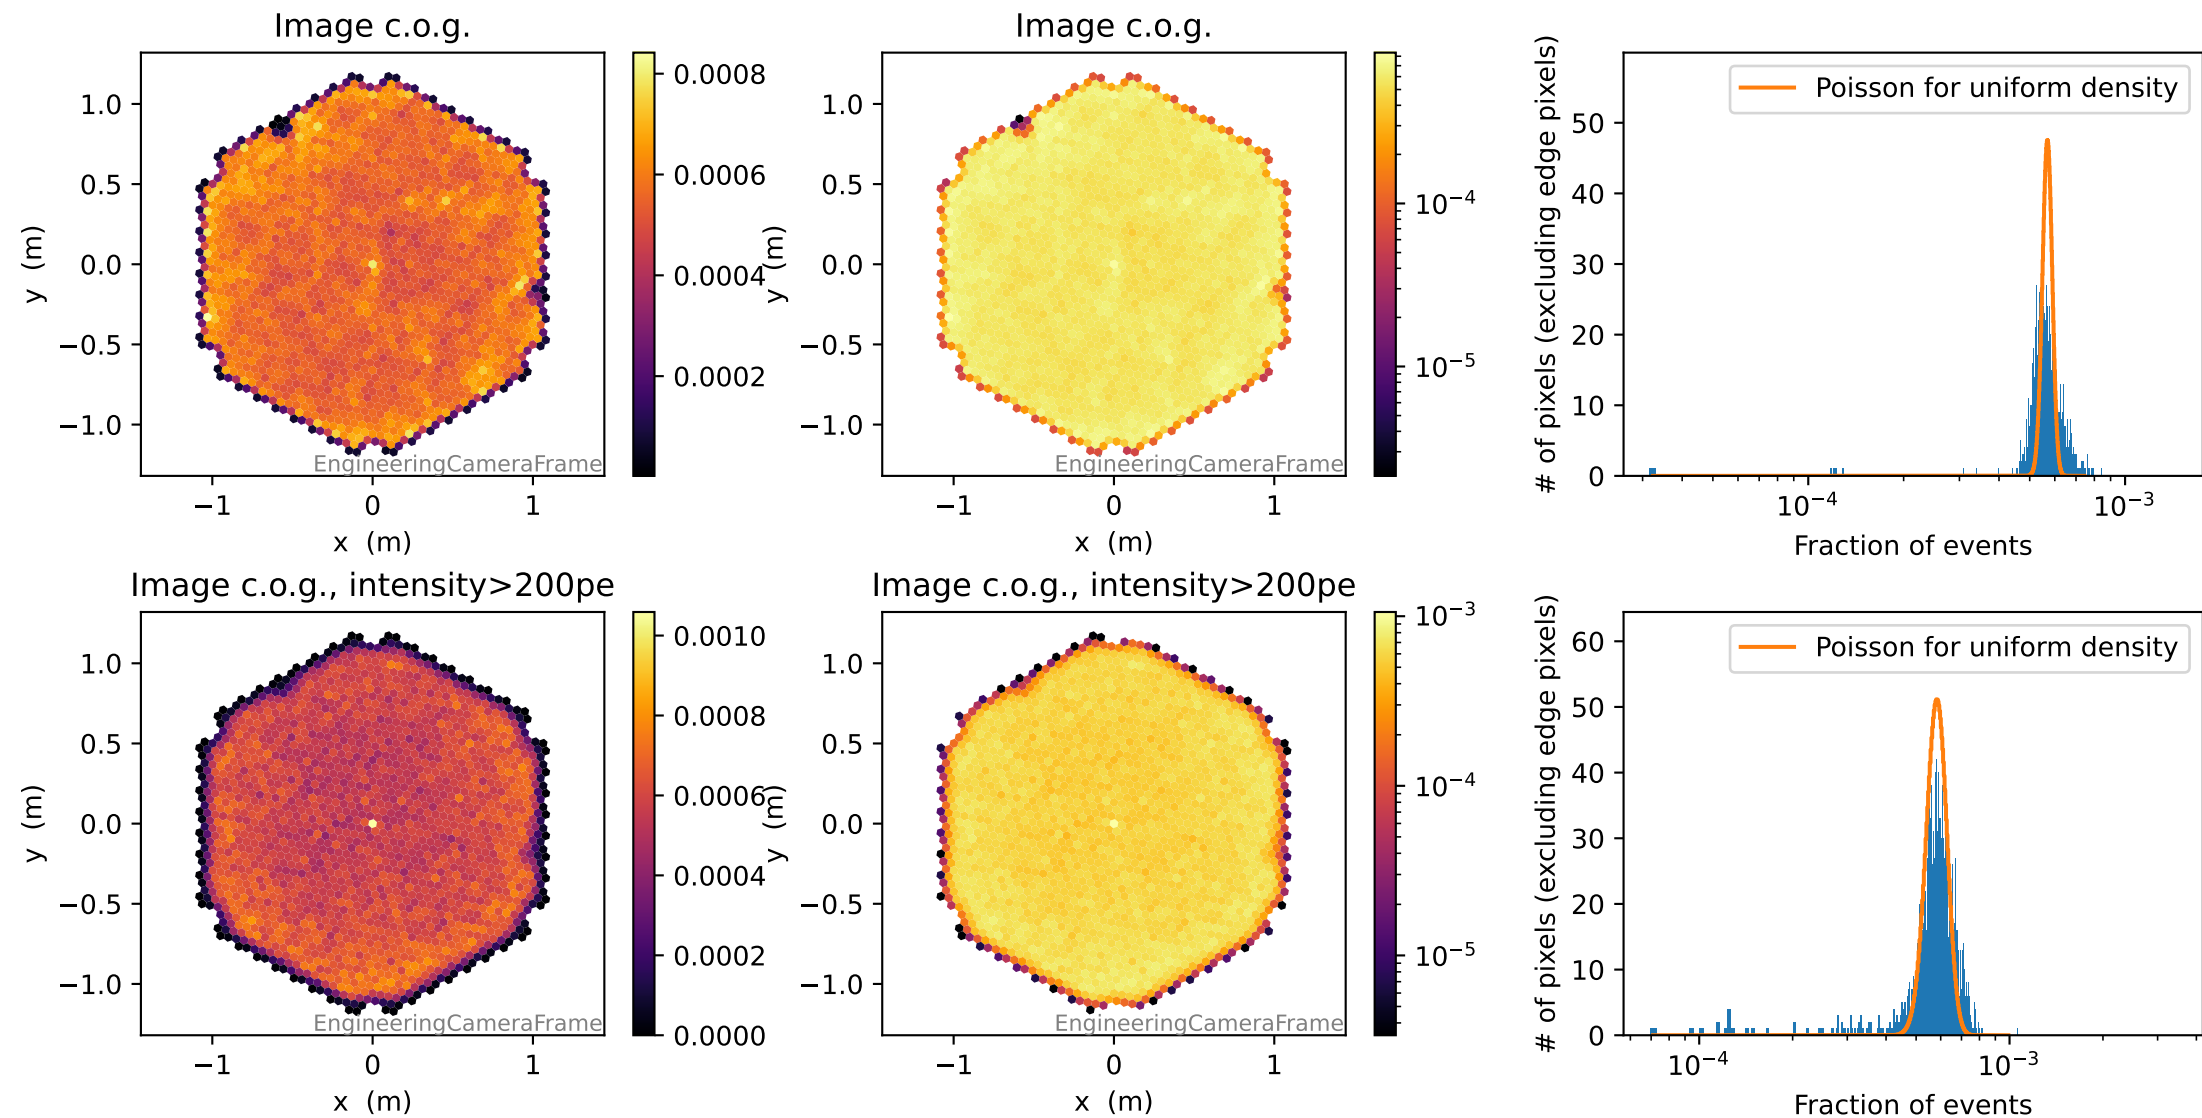 Image c.o.g.
1.0
0.5
0.0
−0.5
−1.0
y (m)
−1
0
1
x (m)
EngineeringCameraFrame
0.0008
0.0006
0.0004
0.0002
Image c.o.g.
1.0
0.5
0.0
−0.5
−1.0
y (m)
−1
0
1
x (m)
EngineeringCameraFrame
10⁻⁴
10⁻⁵
Poisson for uniform density
50
40
30
20
10
0
# of pixels (excluding edge pixels)
10⁻⁴
10⁻³
Fraction of events
Image c.o.g., intensity>200pe
1.0
0.5
0.0
−0.5
−1.0
y (m)
−1
0
1
x (m)
EngineeringCameraFrame
0.0010
0.0008
0.0006
0.0004
0.0002
0.0000
Image c.o.g., intensity>200pe
1.0
0.5
0.0
−0.5
−1.0
y (m)
−1
0
1
x (m)
EngineeringCameraFrame
10⁻³
10⁻⁴
10⁻⁵
Poisson for uniform density
60
50
40
30
20
10
0
# of pixels (excluding edge pixels)
10⁻⁴
10⁻³
Fraction of events